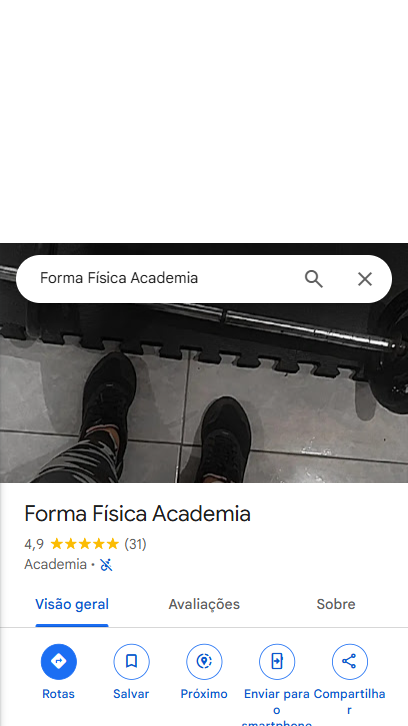 Forma Física Academia
Forma Física Academia
4,9 (31)
Academia ·
Visão geral Avaliações Sobre
Rotas Salvar Próximo Enviar para o smartphone Compartilhar